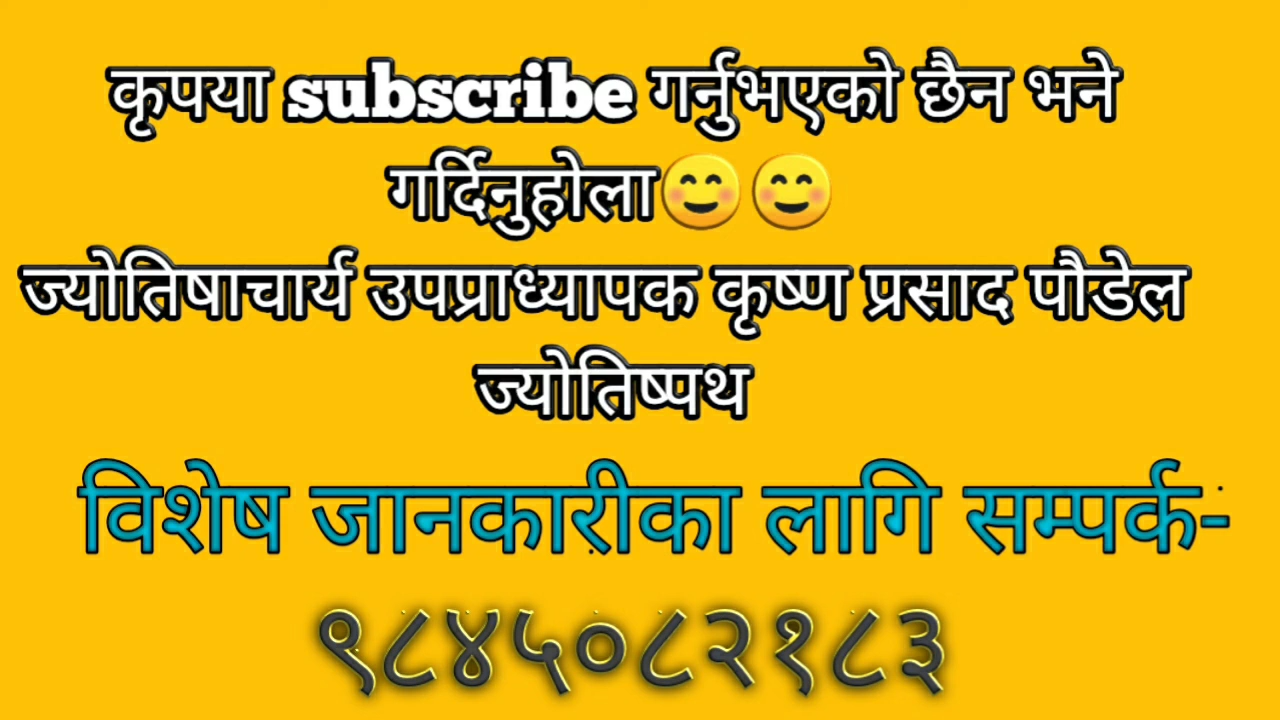 कृपया subscribe गर्नुभएको छैन भने
गर्दिनुहोला😊😊
ज्योतिषाचार्य उपप्राध्यापक कृष्ण प्रसाद पौडेल
ज्योतिष्पथ
विशेष जानकारीका लागि सम्पर्क-
९८४५०८२१८३